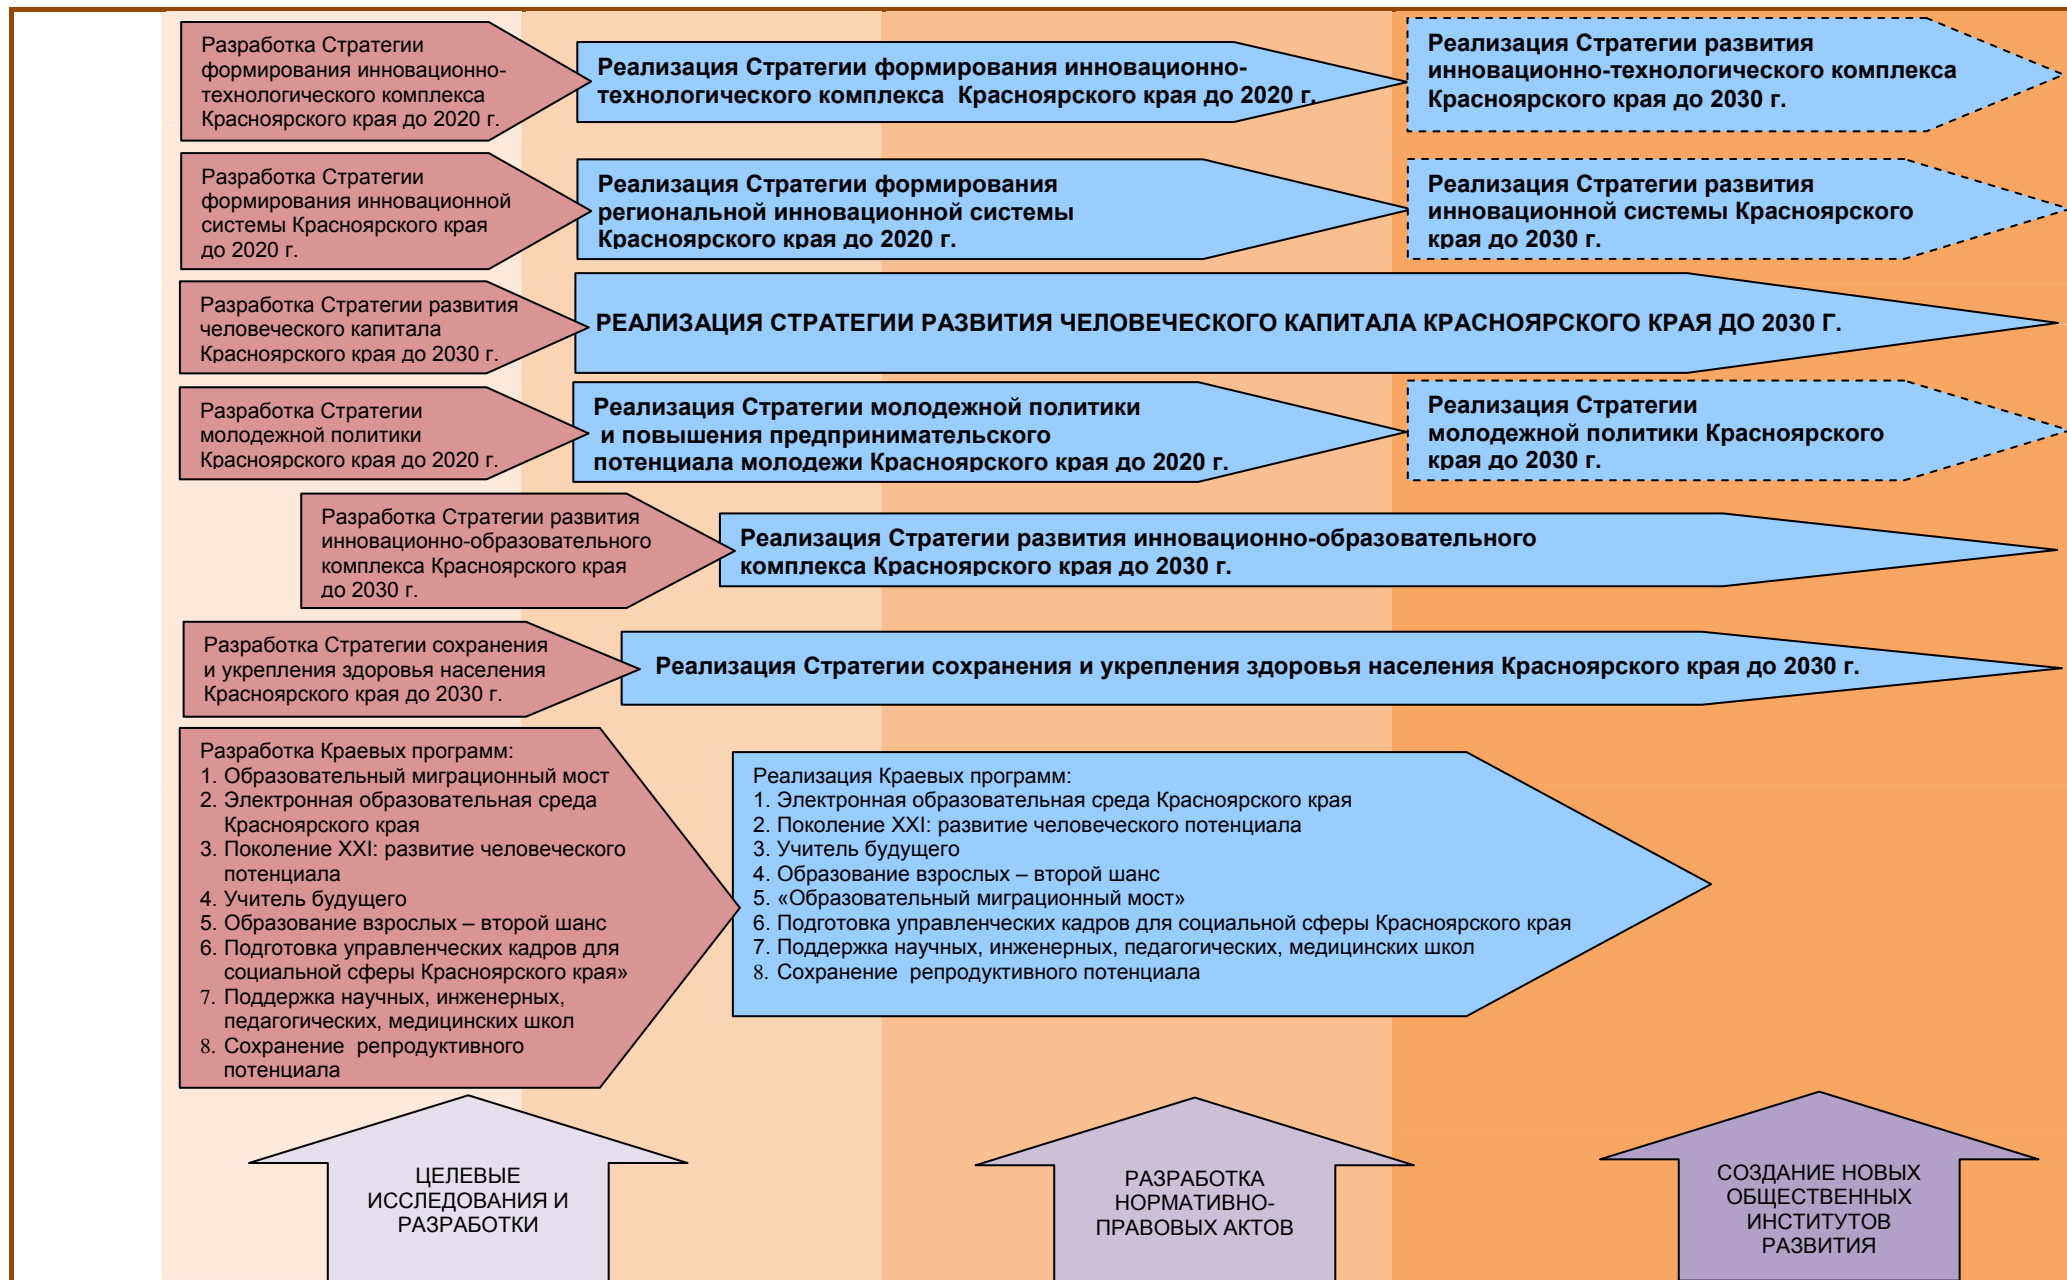 Разработка Стратегии
формирования инновационно-
технологического комплекса
Красноярского края до 2020 г.
Реализация Стратегии формирования инновационно-
технологического комплекса Красноярского края до 2020 г.
Реализация Стратегии развития
инновационно-технологического комплекса
Красноярского края до 2030 г.
Разработка Стратегии
формирования инновационной
системы Красноярского края
до 2020 г.
Реализация Стратегии формирования
региональной инновационной системы
Красноярского края до 2020 г.
Реализация Стратегии развития
инновационной системы Красноярского
края до 2030 г.
Разработка Стратегии развития
человеческого капитала
Красноярского края до 2030 г.
РЕАЛИЗАЦИЯ СТРАТЕГИИ РАЗВИТИЯ ЧЕЛОВЕЧЕСКОГО КАПИТАЛА КРАСНОЯРСКОГО КРАЯ ДО 2030 Г.
Разработка Стратегии
молодежной политики
Красноярского края до 2020 г.
Реализация Стратегии молодежной политики
и повышения предпринимательского
потенциала молодежи Красноярского края до 2020 г.
Реализация Стратегии
молодежной политики Красноярского
края до 2030 г.
Разработка Стратегии развития
инновационно-образовательного
комплекса Красноярского края
до 2030 г.
Реализация Стратегии развития инновационно-образовательного
комплекса Красноярского края до 2030 г.
Разработка Стратегии сохранения
и укрепления здоровья населения
Красноярского края до 2030 г.
Реализация Стратегии сохранения и укрепления здоровья населения Красноярского края до 2030 г.
Разработка Краевых программ:
1. Образовательный миграционный мост
2. Электронная образовательная среда
Красноярского края
3. Поколение XXI: развитие человеческого
потенциала
4. Учитель будущего
5. Образование взрослых – второй шанс
6. Подготовка управленческих кадров для
социальной сферы Красноярского края»
7. Поддержка научных, инженерных,
педагогических, медицинских школ
8. Сохранение репродуктивного
потенциала
Реализация Краевых программ:
1. Электронная образовательная среда Красноярского края
2. Поколение XXI: развитие человеческого потенциала
3. Учитель будущего
4. Образование взрослых – второй шанс
5. «Образовательный миграционный мост»
6. Подготовка управленческих кадров для социальной сферы Красноярского края
7. Поддержка научных, инженерных, педагогических, медицинских школ
8. Сохранение репродуктивного потенциала
ЦЕЛЕВЫЕ
ИССЛЕДОВАНИЯ И
РАЗРАБОТКИ
РАЗРАБОТКА
НОРМАТИВНО-
ПРАВОВЫХ АКТОВ
СОЗДАНИЕ НОВЫХ
ОБЩЕСТВЕННЫХ
ИНСТИТУТОВ
РАЗВИТИЯ